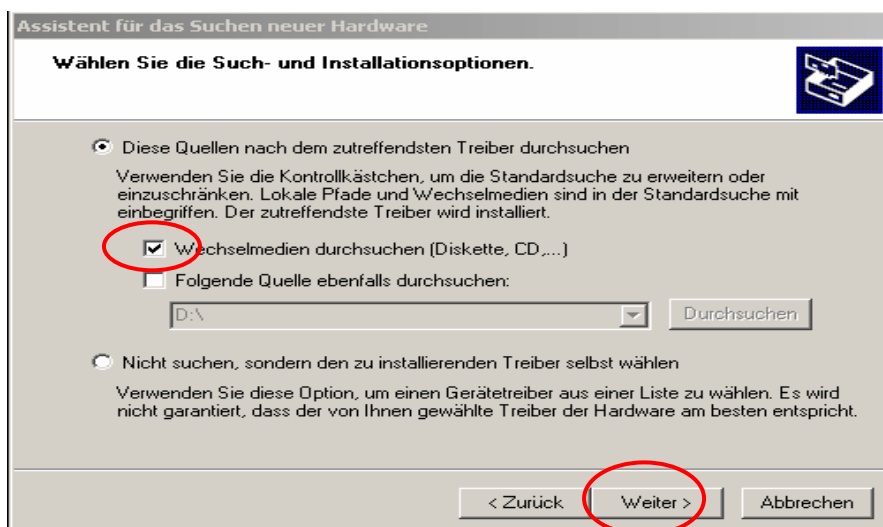 Assistent für das Suchen neuer Hardware
Wählen Sie die Such- und Installationsoptionen.
Diese Quellen nach dem zutreffendsten Treiber durchsuchen
Verwenden Sie die Kontrollkästchen, um die Standardsuche zu erweitern oder
einzuschränken. Lokale Pfade und Wechselmedien sind in der Standardsuche mit
einbegriffen. Der zutreffendste Treiber wird installiert.
Wechselmedien durchsuchen (Diskette, CD,...)
Folgende Quelle ebenfalls durchsuchen:
D:\ Durchsuchen
Nicht suchen, sondern den zu installierenden Treiber selbst wählen
Verwenden Sie diese Option, um einen Gerätetreiber aus einer Liste zu wählen. Es wird
nicht garantiert, dass der von Ihnen gewählte Treiber der Hardware am besten entspricht.
< Zurück Weiter > Abbrechen